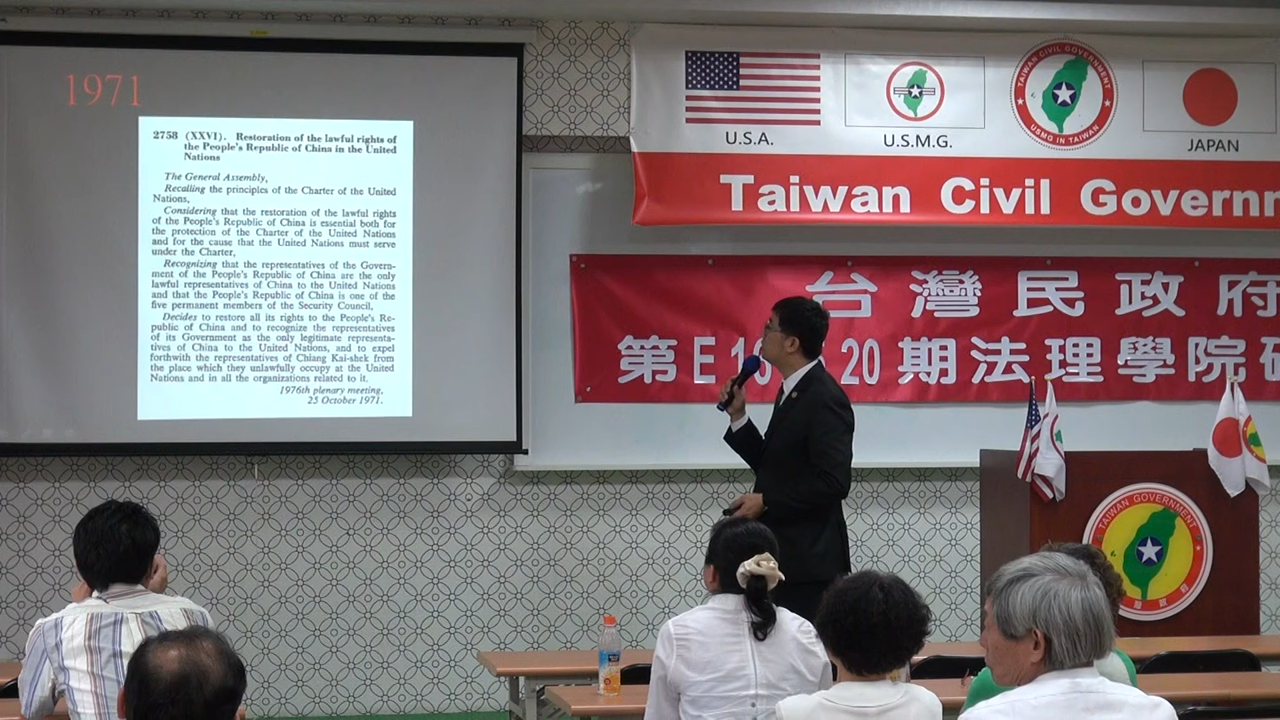 1971
2758 (XXVI). Restoration of the lawful rights of
the People's Republic of China in the United
Nations
The General Assembly,
Recalling the principles of the Charter of the United
Nations,
Considering that the restoration of the lawful rights
of the People's Republic of China is essential both for
the protection of the Charter of the United Nations
and for the cause that the United Nations must serve
under the Charter,
Recognizing that the representatives of the Govern-
ment of the People's Republic of China are the only
lawful representatives of China to the United Nations
and that the People's Republic of China is one of the
five permanent members of the Security Council,
Decides to restore all its rights to the People's Re-
public of China and to recognize the representatives
of its Government as the only legitimate representa-
tives of China to the United Nations, and to expel
forthwith the representatives of Chiang Kai-shek from
the place which they unlawfully occupy at the United
Nations and in all the organizations related to it.
1976th plenary meeting,
25 October 1971.
U.S.A.
U.S.M.G.
TAIWAN CIVIL GOVERNMENT
USMG IN TAIWAN
JAPAN
Taiwan Civil Govern
台灣民政府
第E16 20期法理學院研
TAIWAN GOVERNMENT